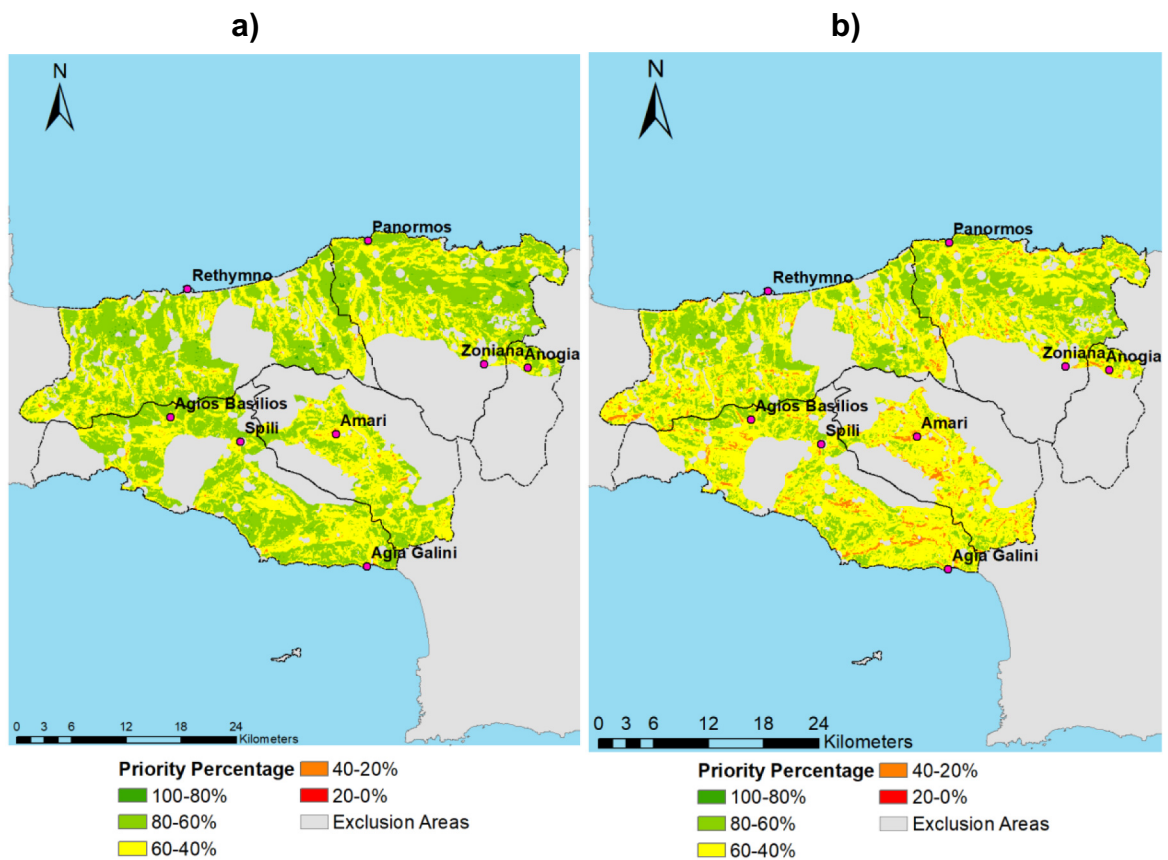 a)
b)
N
N
Panormos
Rethymno
Zoniana
Anogia
Agios Basilios
Spili
Amari
Agia Galini
Panormos
Rethymno
Zoniana
Anogia
Agios Basilios
Spili
Amari
Agia Galini
0 3 6 12 18 24
Kilometers
0 3 6 12 18 24
Kilometers
Priority Percentage
100-80%
80-60%
60-40%
40-20%
20-0%
Exclusion Areas
Priority Percentage
100-80%
80-60%
60-40%
40-20%
20-0%
Exclusion Areas